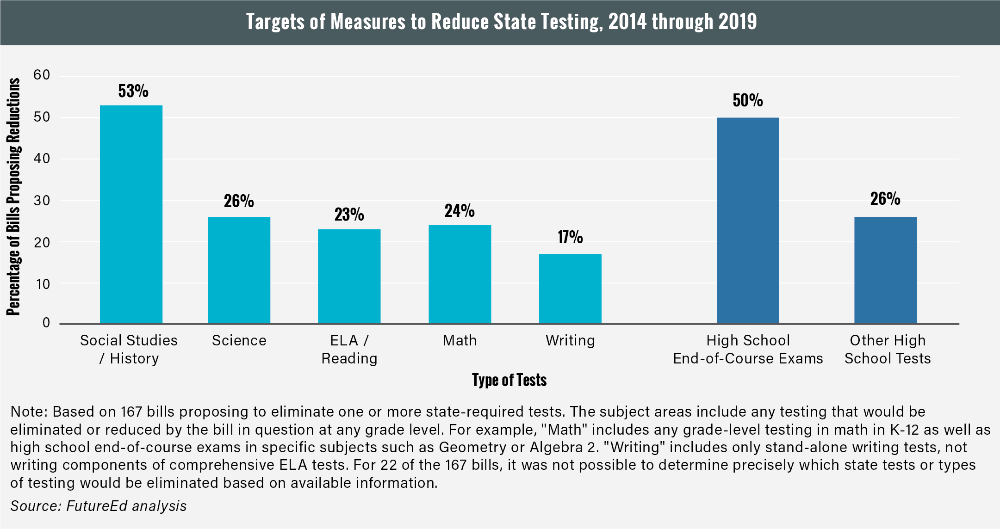 Targets of Measures to Reduce State Testing, 2014 through 2019
Percentage of Bills Proposing Reductions
60
50
40
30
20
10
0
53%
26%
23%
24%
17%
50%
26%
Social Studies
/ History
Science
ELA /
Reading
Math
Writing
High School
End-of-Course Exams
Other High
School Tests
Type of Tests
Note: Based on 167 bills proposing to eliminate one or more state-required tests. The subject areas include any testing that would be
eliminated or reduced by the bill in question at any grade level. For example, "Math" includes any grade-level testing in math in K-12 as well as
high school end-of-course exams in specific subjects such as Geometry or Algebra 2. "Writing" includes only stand-alone writing tests, not
writing components of comprehensive ELA tests. For 22 of the 167 bills, it was not possible to determine precisely which state tests or types
of testing would be eliminated based on available information.
Source: FutureEd analysis